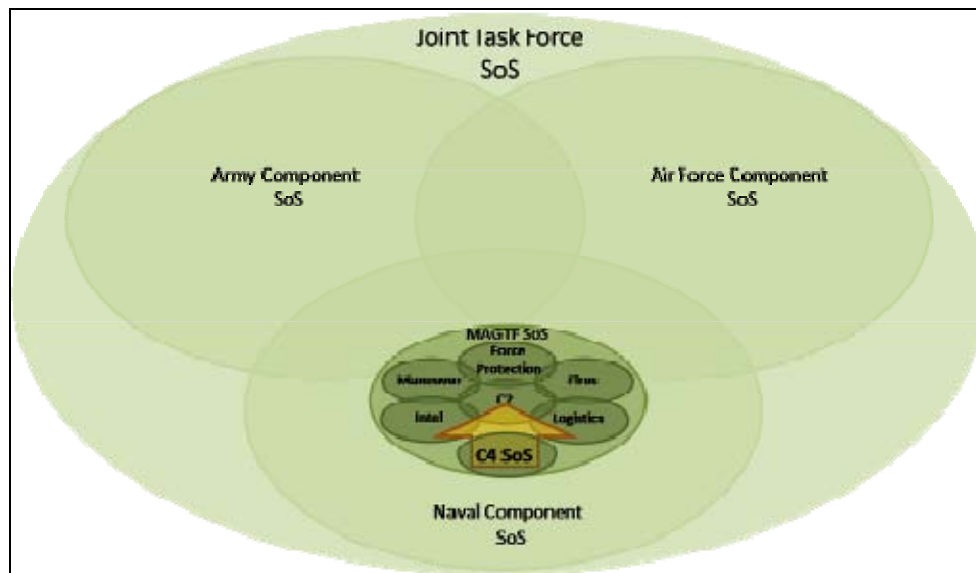 Joint Task Force
SoS
Army Component
SoS
Air Force Component
SoS
MAGTF SoS
Force
Protection
Maneuver
Fires
C2
Intel
Logistics
C4 SoS
Naval Component
SoS